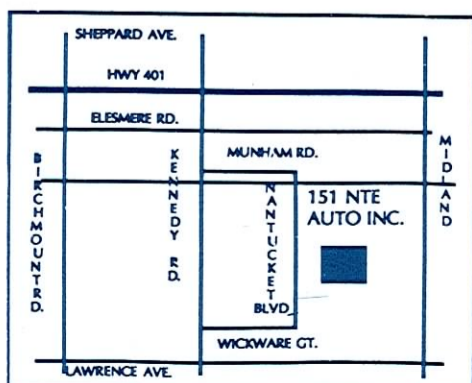 SHEPPARD AVE.
HWY 401
ELESMERE RD.
MUNHAM RD.
BIRCHMOUNT RD.
KENNEDY RD.
NANTUCKET BLVD
MIDLAND
151 NTE
AUTO INC.
WICKWARE GT.
LAWRENCE AVE.